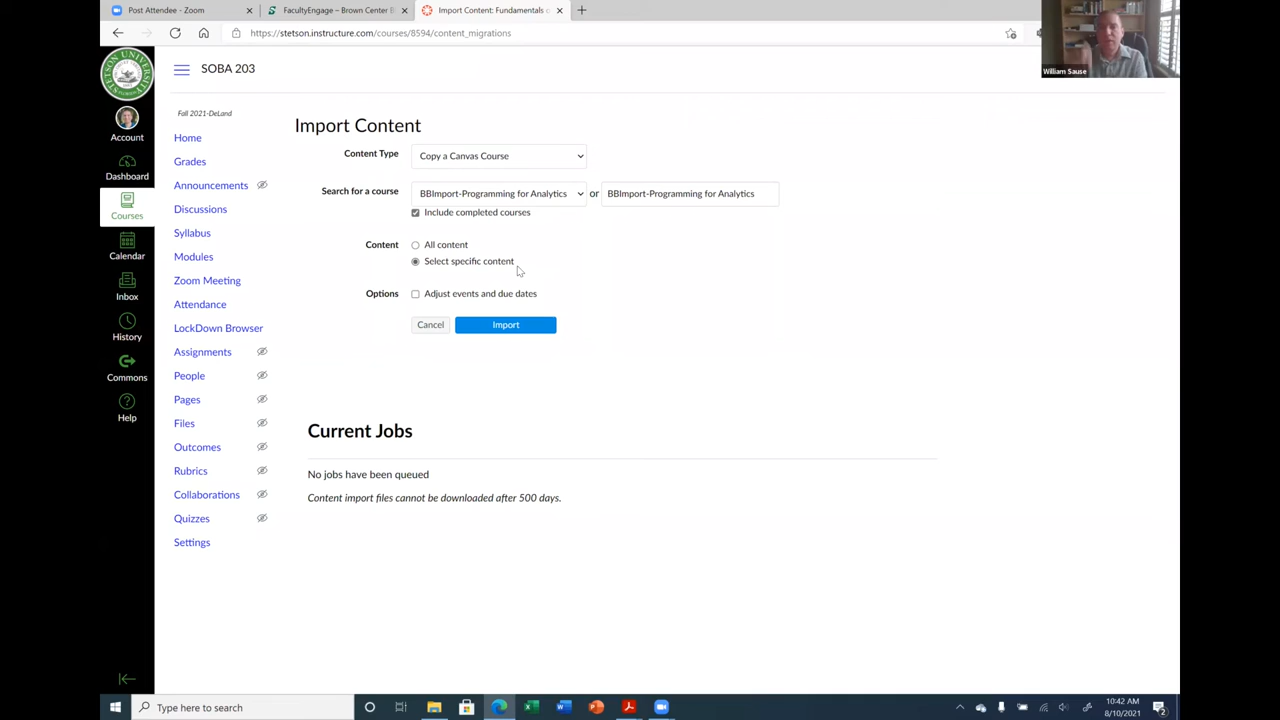 Post Attendee - Zoom
FacultyEngage – Brown Center
Import Content: Fundamentals
https://stetson.instructure.com/courses/8594/content_migrations
William Sause
STETSON UNIVERSITY
SOBA 203
Account
Dashboard
Courses
Calendar
Inbox
History
Commons
Help
Fall 2021-DeLand
Home
Grades
Announcements
Discussions
Syllabus
Modules
Zoom Meeting
Attendance
LockDown Browser
Assignments
People
Pages
Files
Outcomes
Rubrics
Collaborations
Quizzes
Settings
Import Content
Content Type Copy a Canvas Course
Search for a course BBImport-Programming for Analytics or BBImport-Programming for Analytics
Include completed courses
Content All content
Select specific content
Options Adjust events and due dates
Cancel Import
Current Jobs
No jobs have been queued
Content import files cannot be downloaded after 500 days.
Type here to search
10:42 AM
8/10/2021
2